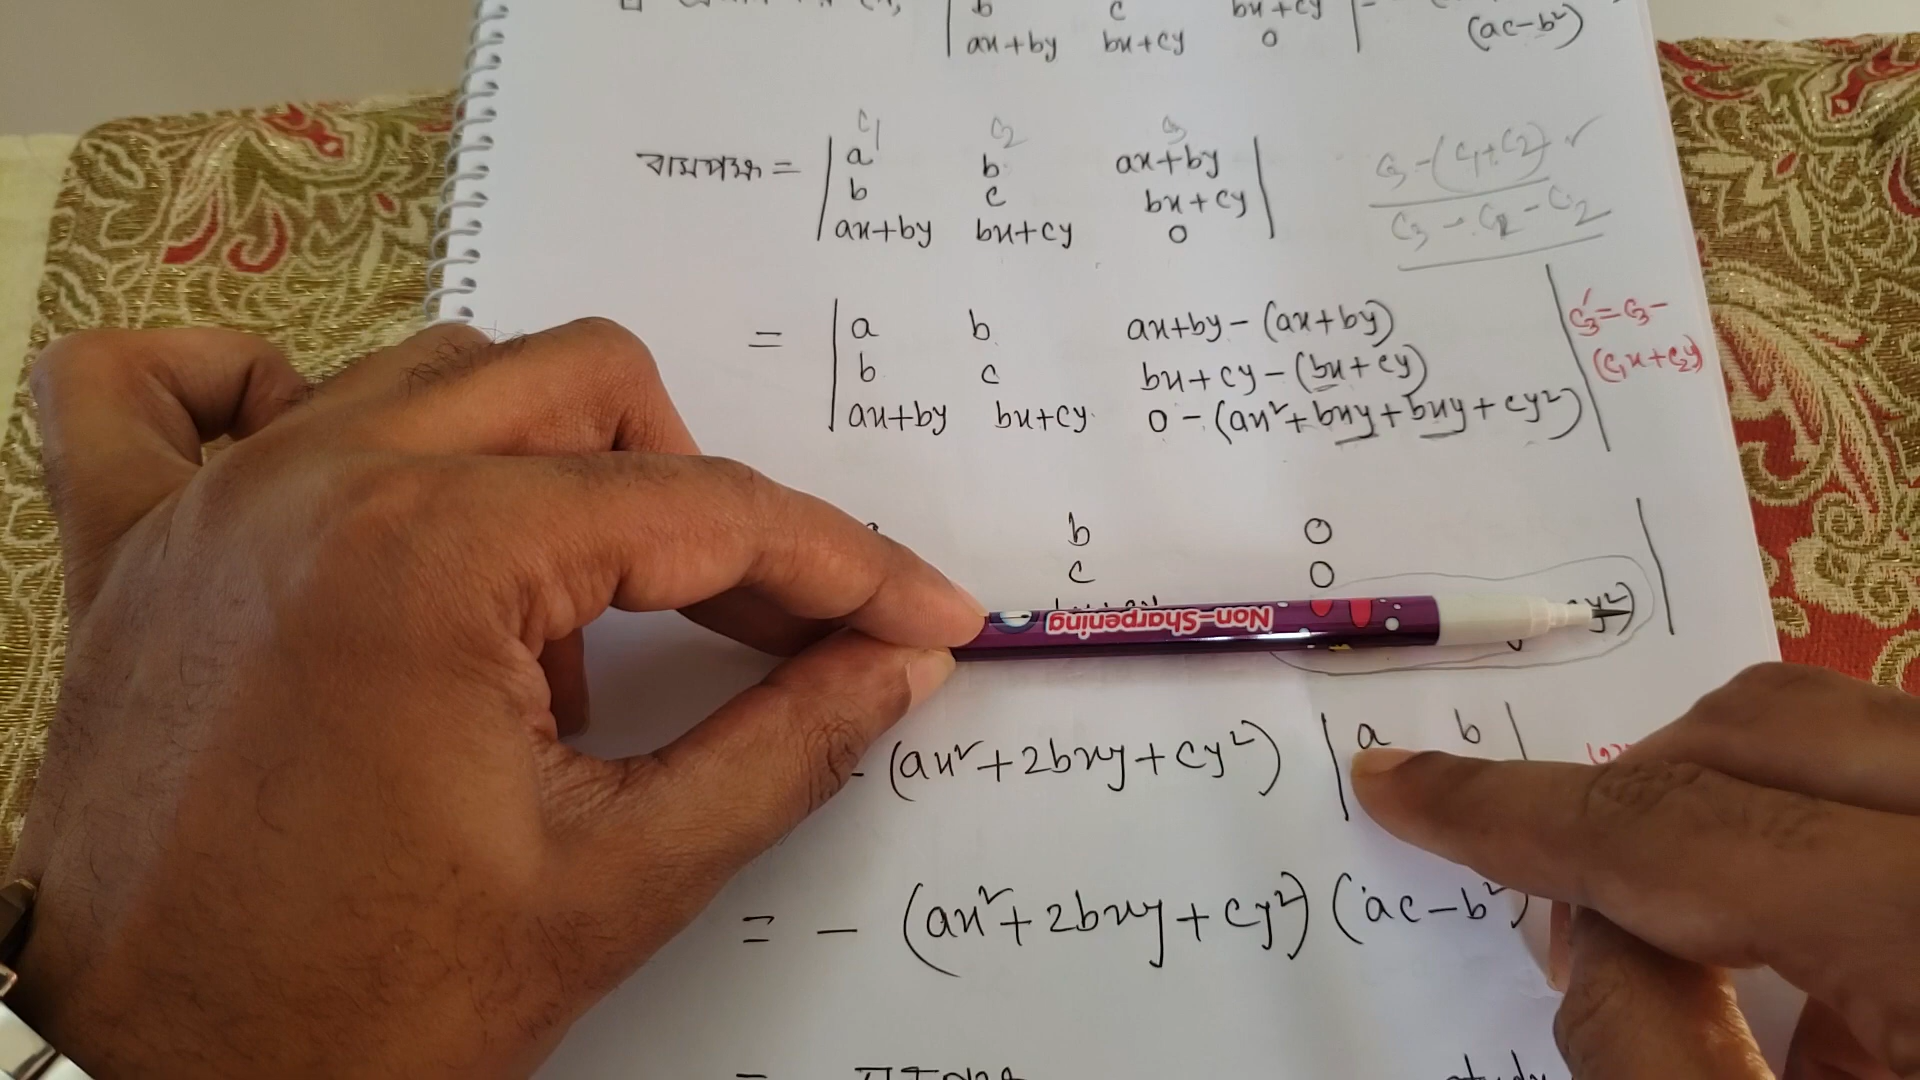 b c bx+cy
ax+by bx+cy 0 (ac-b²)
c₁ c₂ c₃
বামপক্ষ = | a b ax+by |
b c bx+cy
ax+by bx+cy 0
c₃-(c₁+c₂) ✓
c₃-c₂-c₂
= | a b ax+by-(ax+by) | c₃′=c₃-
b c bx+cy-(bx+cy) (c₁x+c₂y)
ax+by bx+cy 0-(ax²+bxy+bxy+cy²)
b 0
c 0
y²)
Non-Sharpening
-(ax²+2bxy+cy²) | a b |
= -(ax²+2bxy+cy²)(ac-b²)
=